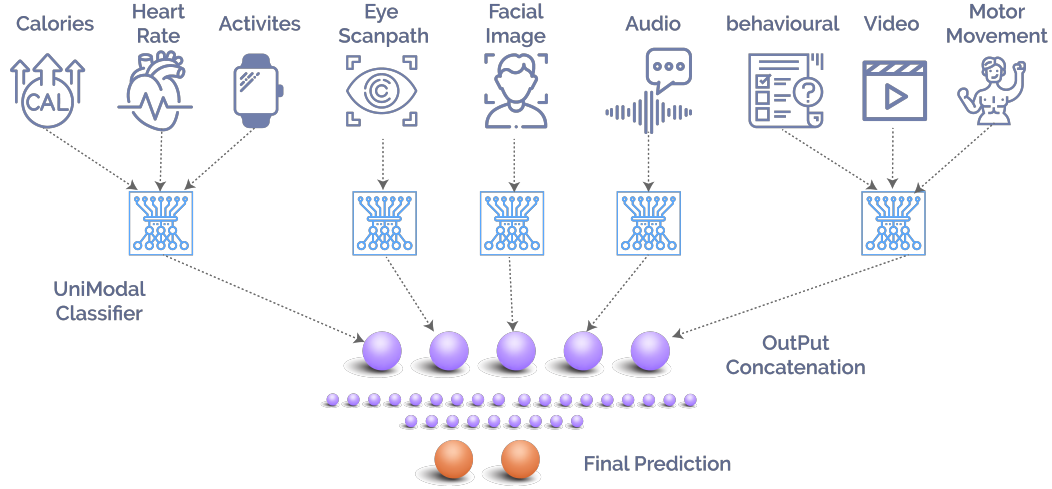 Calories
Heart
Rate
Activites
Eye
Scanpath
Facial
Image
Audio
behavioural
Video
Motor
Movement
CAL
C
?
UniModal
Classifier
OutPut
Concatenation
Final Prediction